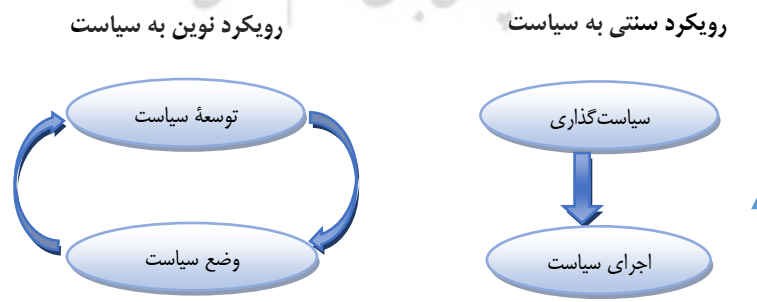 رویکرد سنتی به سیاست
سیاست‌گذاری
اجرای سیاست
رویکرد نوین به سیاست
توسعهٔ سیاست
وضع سیاست